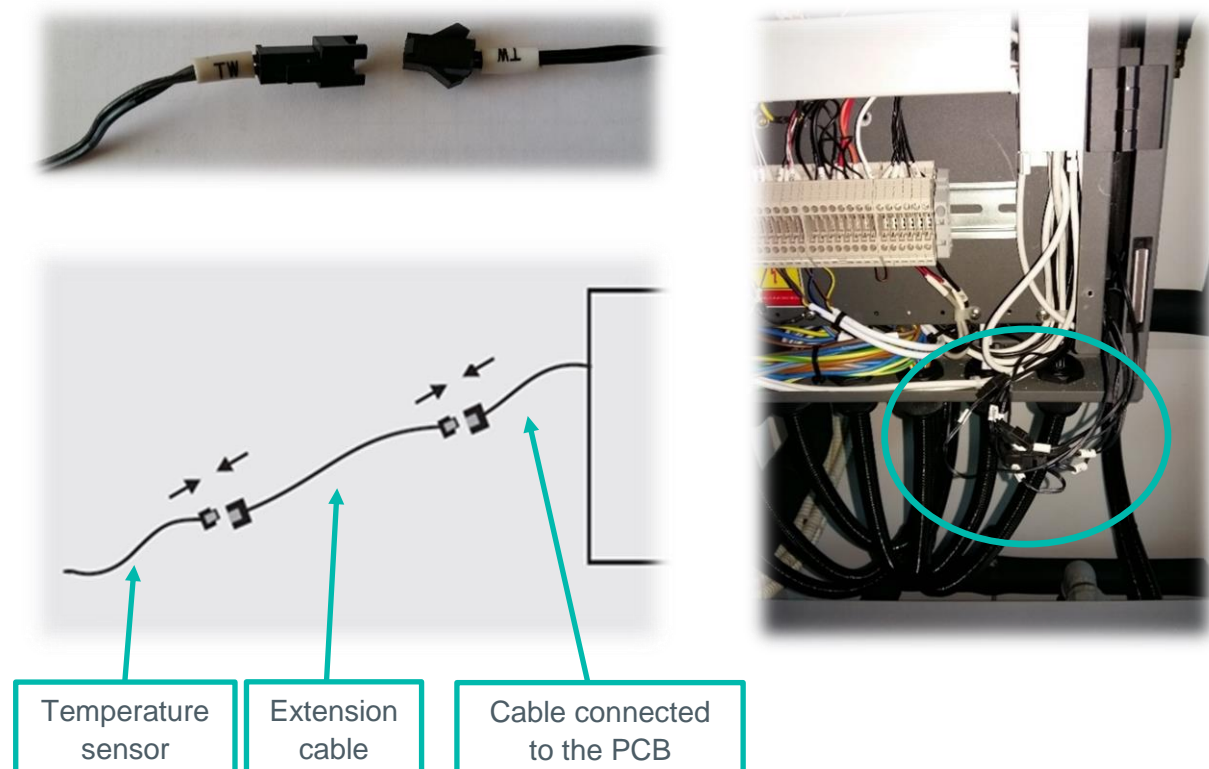 TW
TW
Temperature
sensor
Extension
cable
Cable connected
to the PCB